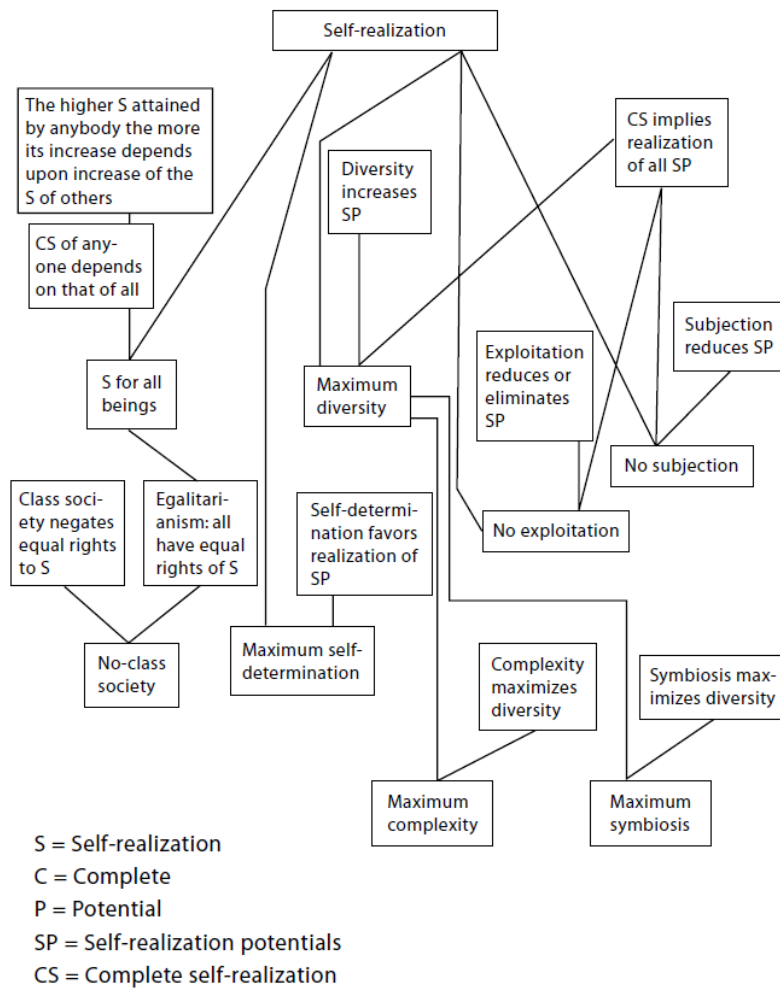 Self-realization
The higher S attained
by anybody the more
its increase depends
upon increase of the
S of others
CS implies
realization
of all SP
Diversity
increases
SP
CS of any-
one depends
on that of all
Subjection
reduces SP
Exploitation
reduces or
eliminates
SP
S for all
beings
Maximum
diversity
No subjection
Class soci-
ety negates
equal rights
to S
Egalitari-
anism: all
have equal
rights of S
Self-determi-
nation favors
realization of
SP
No exploitation
No-class
society
Maximum self-
determination
Complexity
maximizes
diversity
Symbiosis max-
imizes diversity
Maximum
complexity
Maximum
symbiosis
S = Self-realization
C = Complete
P = Potential
SP = Self-realization potentials
CS = Complete self-realization